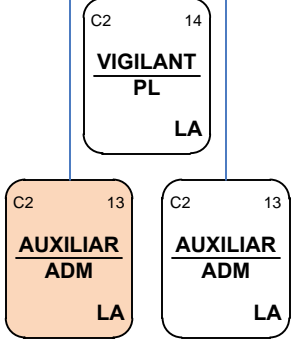 C2 14
VIGILANT
PL
LA
C2 13
AUXILIAR
ADM
LA
C2 13
AUXILIAR
ADM
LA